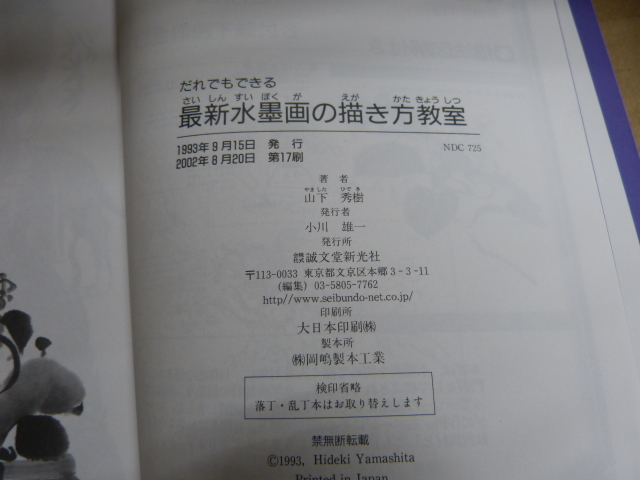 だれでもできる
さいしんすいぼくが えが かたきょうしつ
最新水墨画の描き方教室
1993年9月15日 発行
NDC 725
2002年8月20日 第17刷
著者
やました ひでき
山下 秀樹
発行者
小川 雄一
発行所
誠文堂新光社
〒113-0033 東京都文京区本郷3-3-11
(編集) 03-5805-7762
http//www.seibundo-net.co.jp/
印刷所
大日本印刷㈱
製本所
㈱岡嶋製本工業
検印省略
落丁・乱丁本はお取り替えします
禁無断転載
©1993, Hideki Yamashita
Printed in Japan